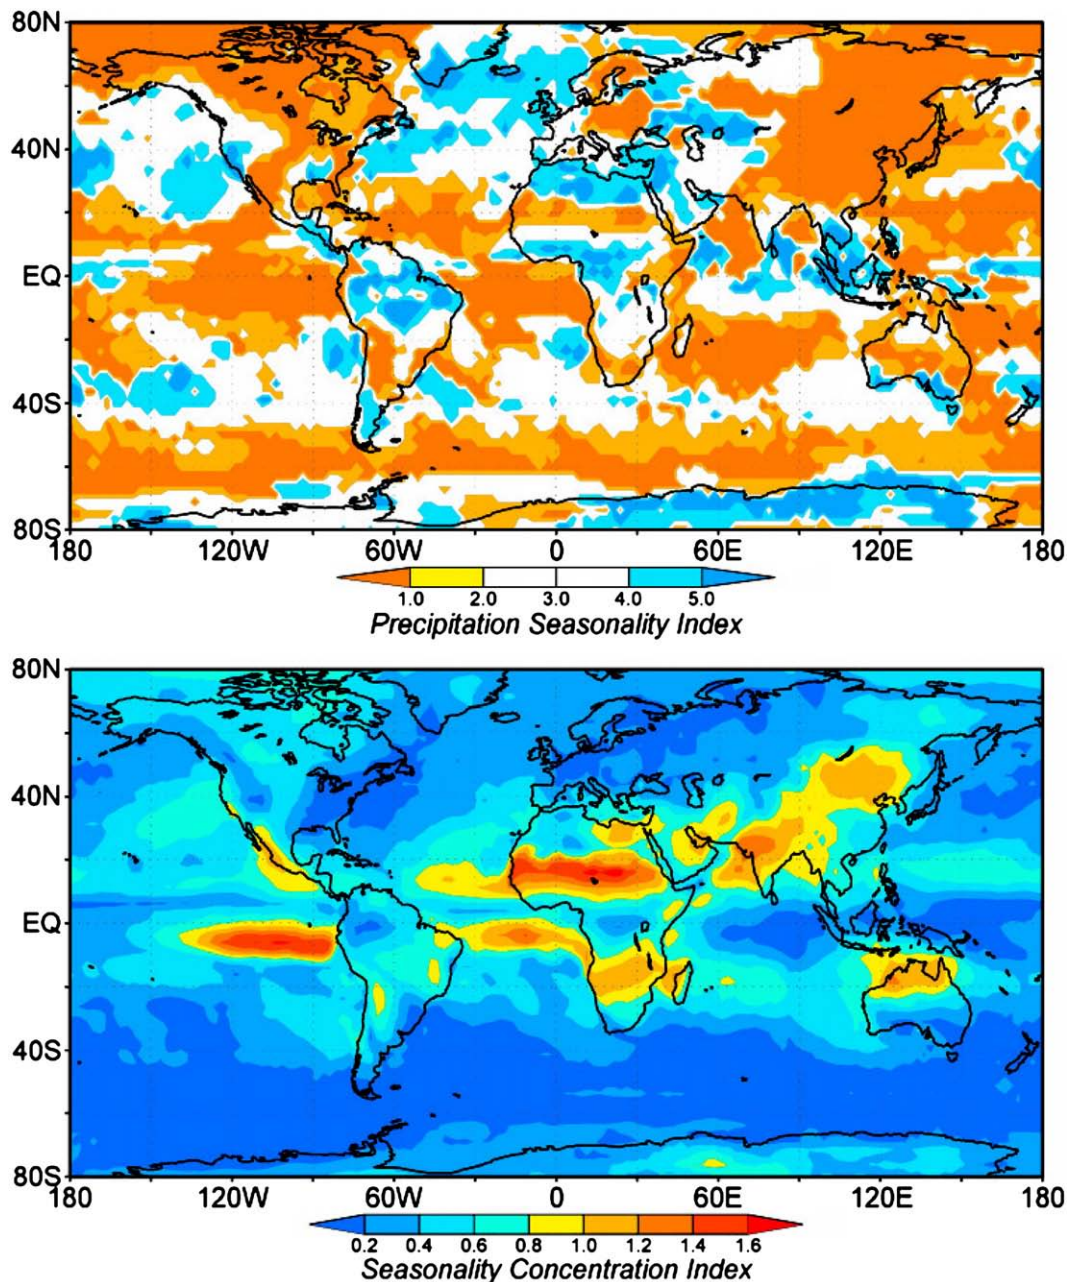 80N
40N
EQ
40S
80S
180 120W 60W 0 60E 120E 180
1.0 2.0 3.0 4.0 5.0
Precipitation Seasonality Index
80N
40N
EQ
40S
80S
180 120W 60W 0 60E 120E 180
0.2 0.4 0.6 0.8 1.0 1.2 1.4 1.6
Seasonality Concentration Index